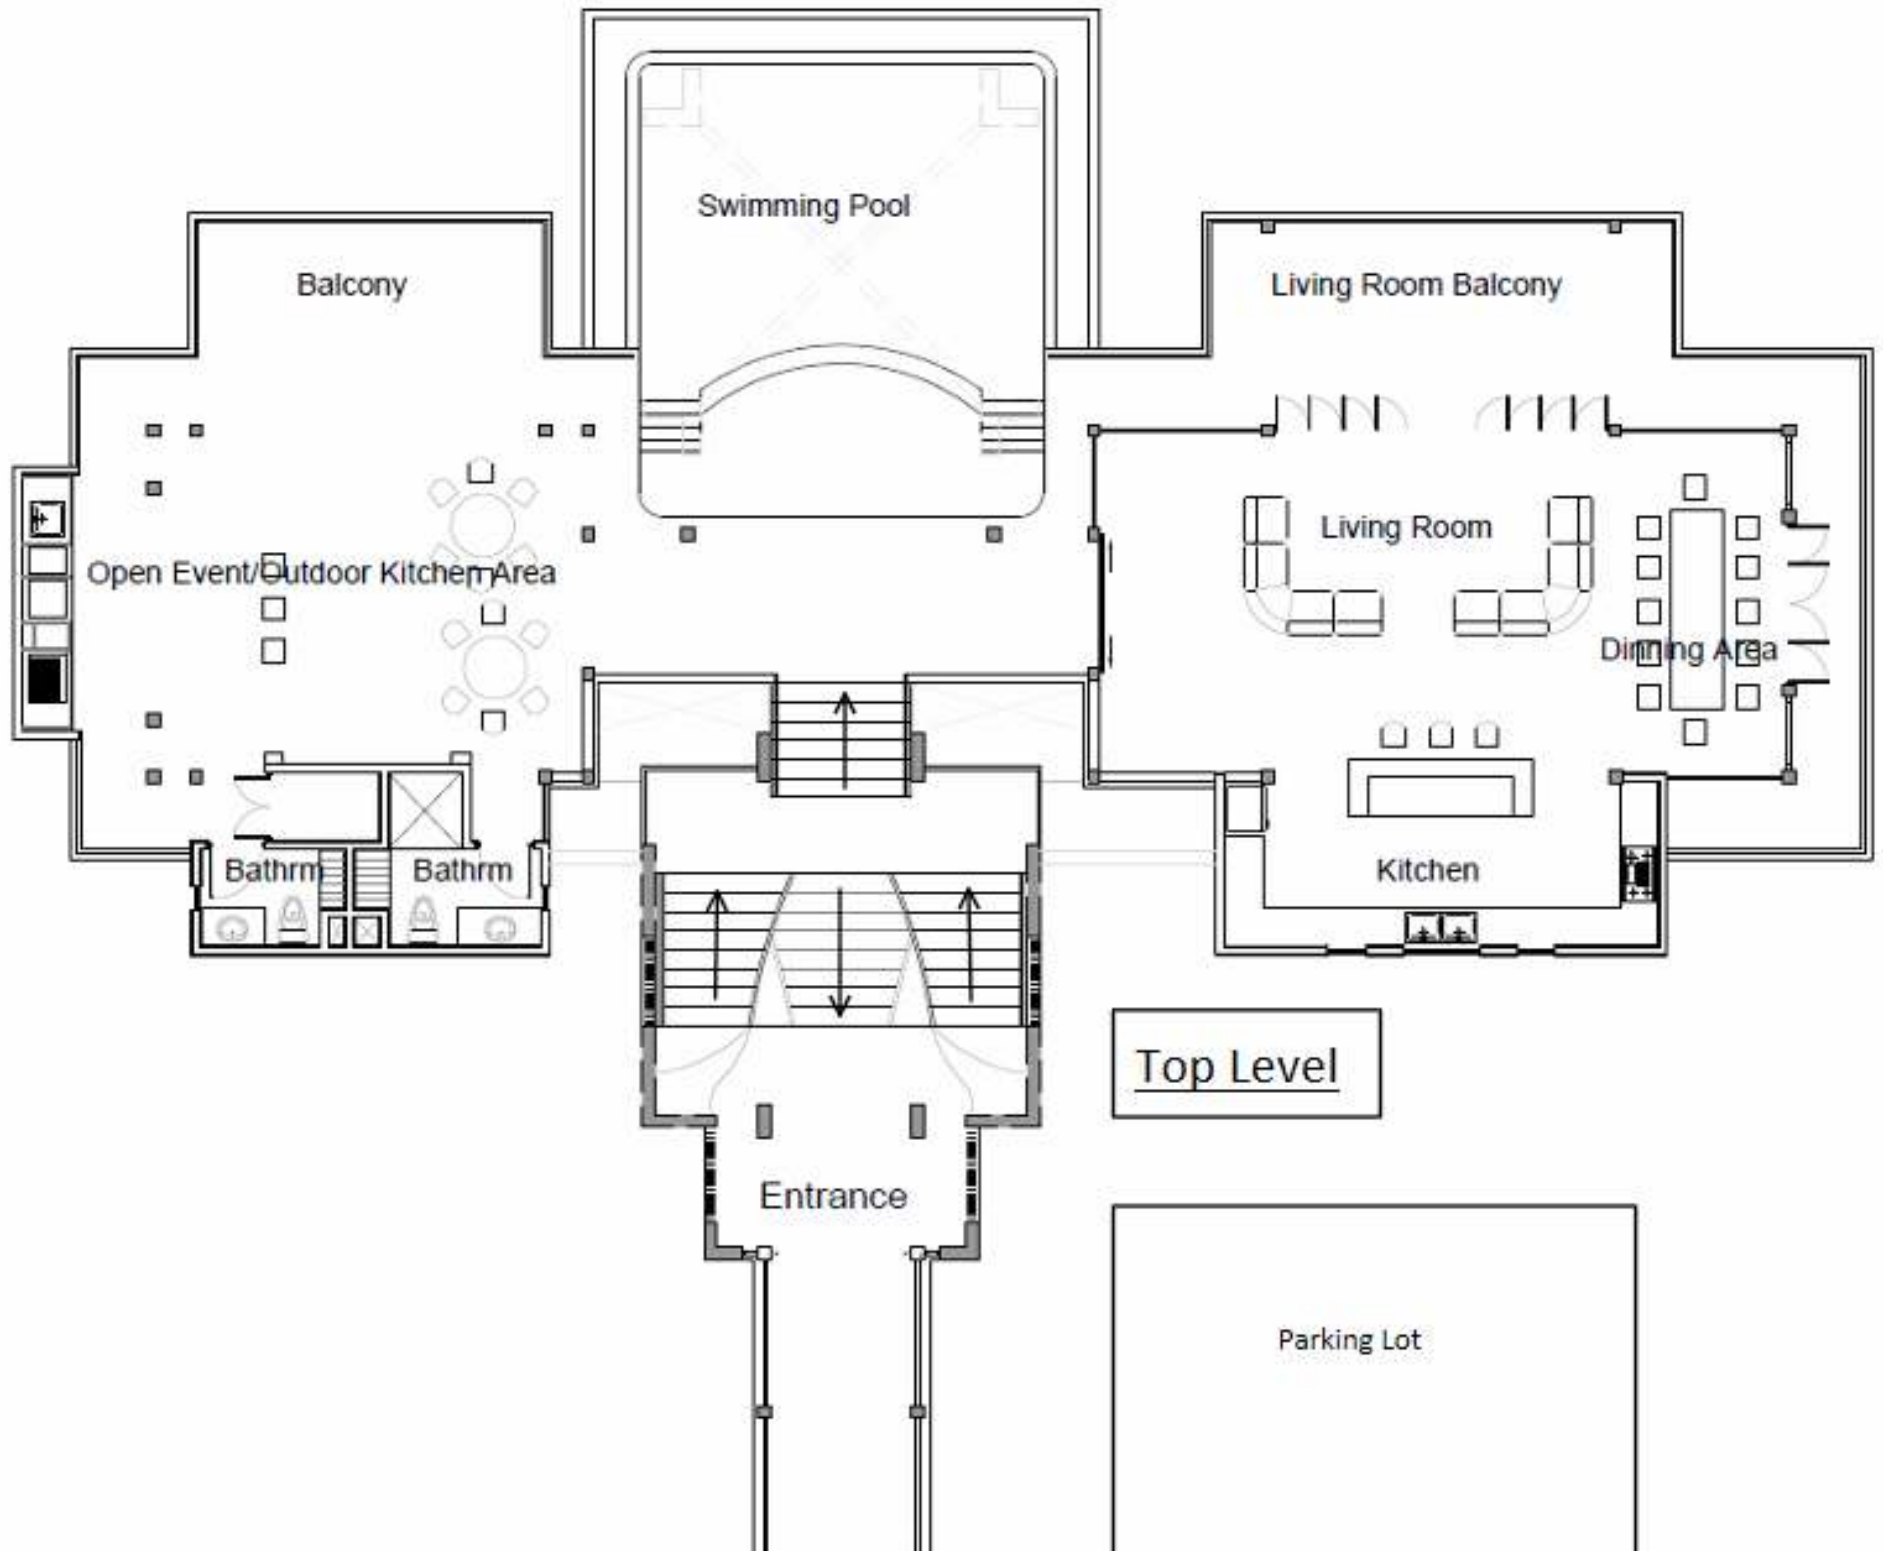 Swimming Pool
Balcony
Living Room Balcony
Living Room
Open Event/Outdoor Kitchen Area
Dinning Area
Bathrm
Bathrm
Kitchen
Top Level
Entrance
Parking Lot